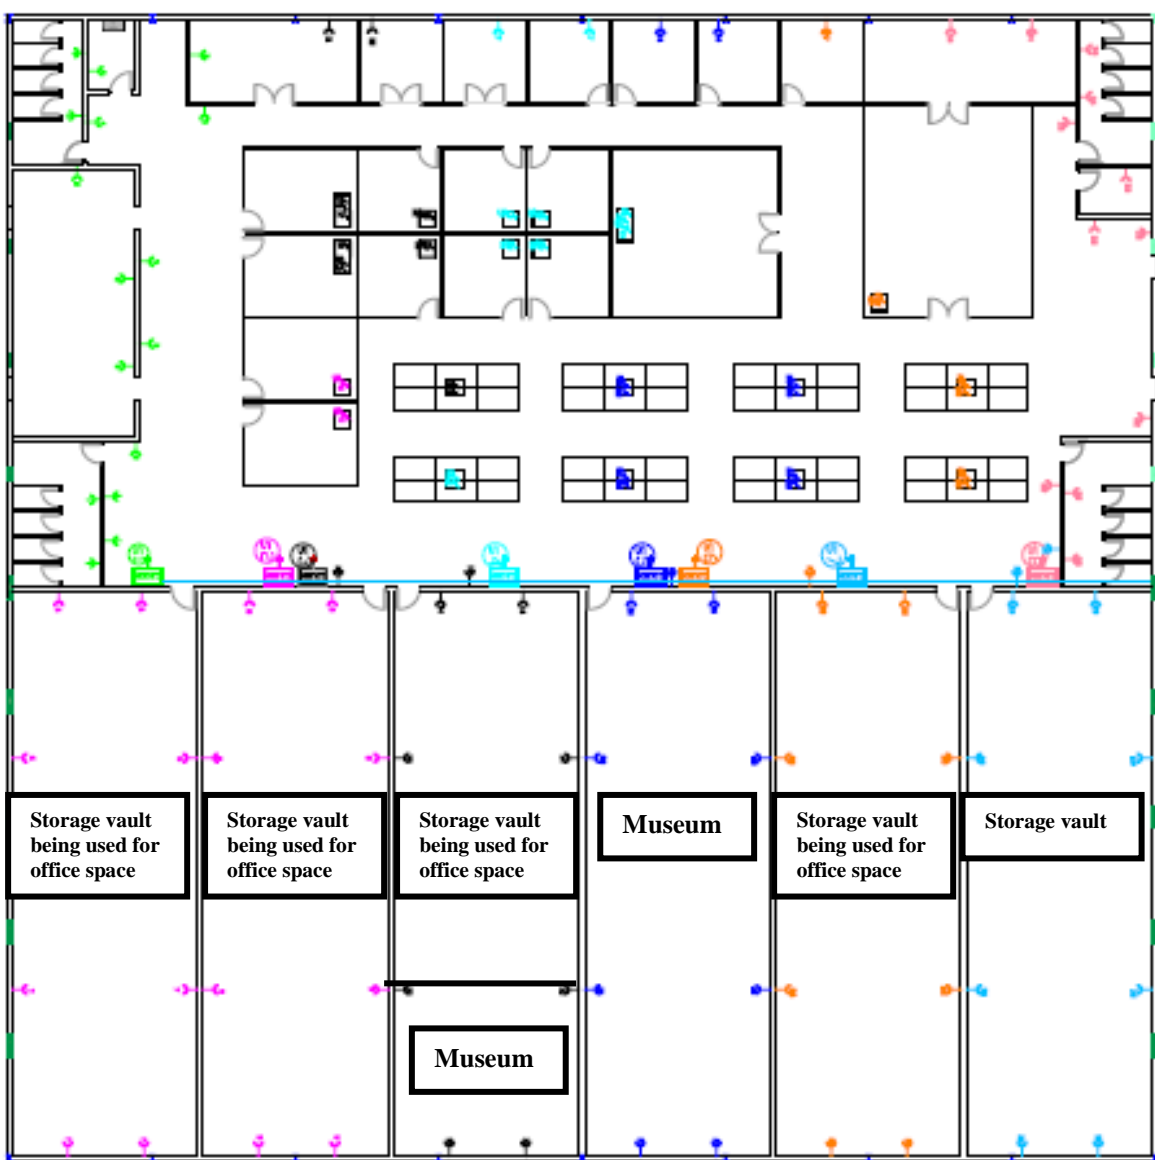 Storage vault
being used for
office space
Storage vault
being used for
office space
Storage vault
being used for
office space
Museum
Storage vault
being used for
office space
Storage vault
Museum